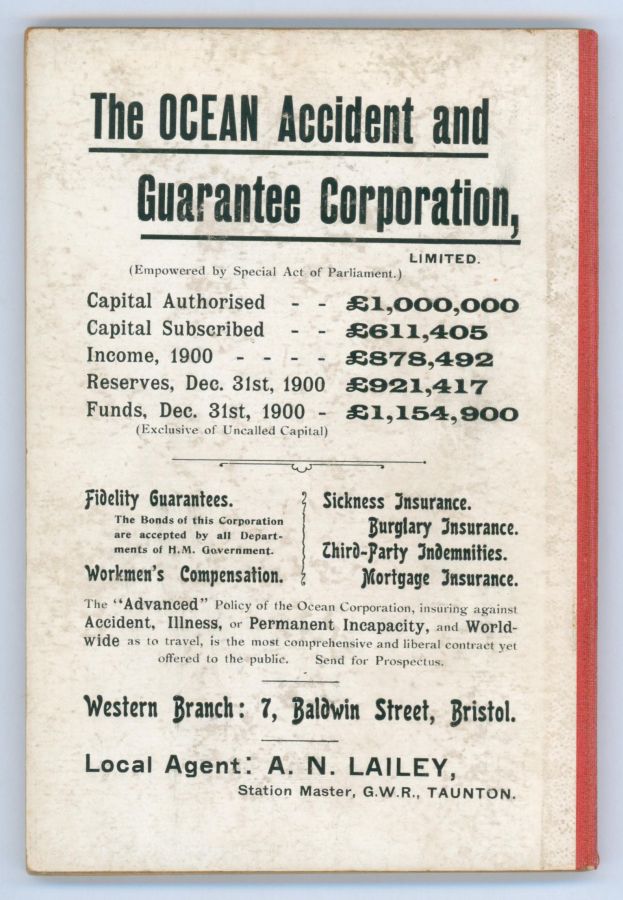 The OCEAN Accident and
Guarantee Corporation,
LIMITED.
(Empowered by Special Act of Parliament.)
Capital Authorised - - £1,000,000
Capital Subscribed - - £611,405
Income, 1900 - - - - £878,492
Reserves, Dec. 31st, 1900 £921,417
Funds, Dec. 31st, 1900 - £1,154,900
(Exclusive of Uncalled Capital)
Fidelity Guarantees.
The Bonds of this Corporation
are accepted by all Depart-
ments of H.M. Government.
Workmen's Compensation.
Sickness Insurance.
Burglary Insurance.
Third-Party Indemnities.
Mortgage Insurance.
The "Advanced" Policy of the Ocean Corporation, insuring against
Accident, Illness, or Permanent Incapacity, and World-
wide as to travel, is the most comprehensive and liberal contract yet
offered to the public. Send for Prospectus.
Western Branch: 7, Baldwin Street, Bristol.
Local Agent: A. N. LAILEY,
Station Master, G.W.R., TAUNTON.